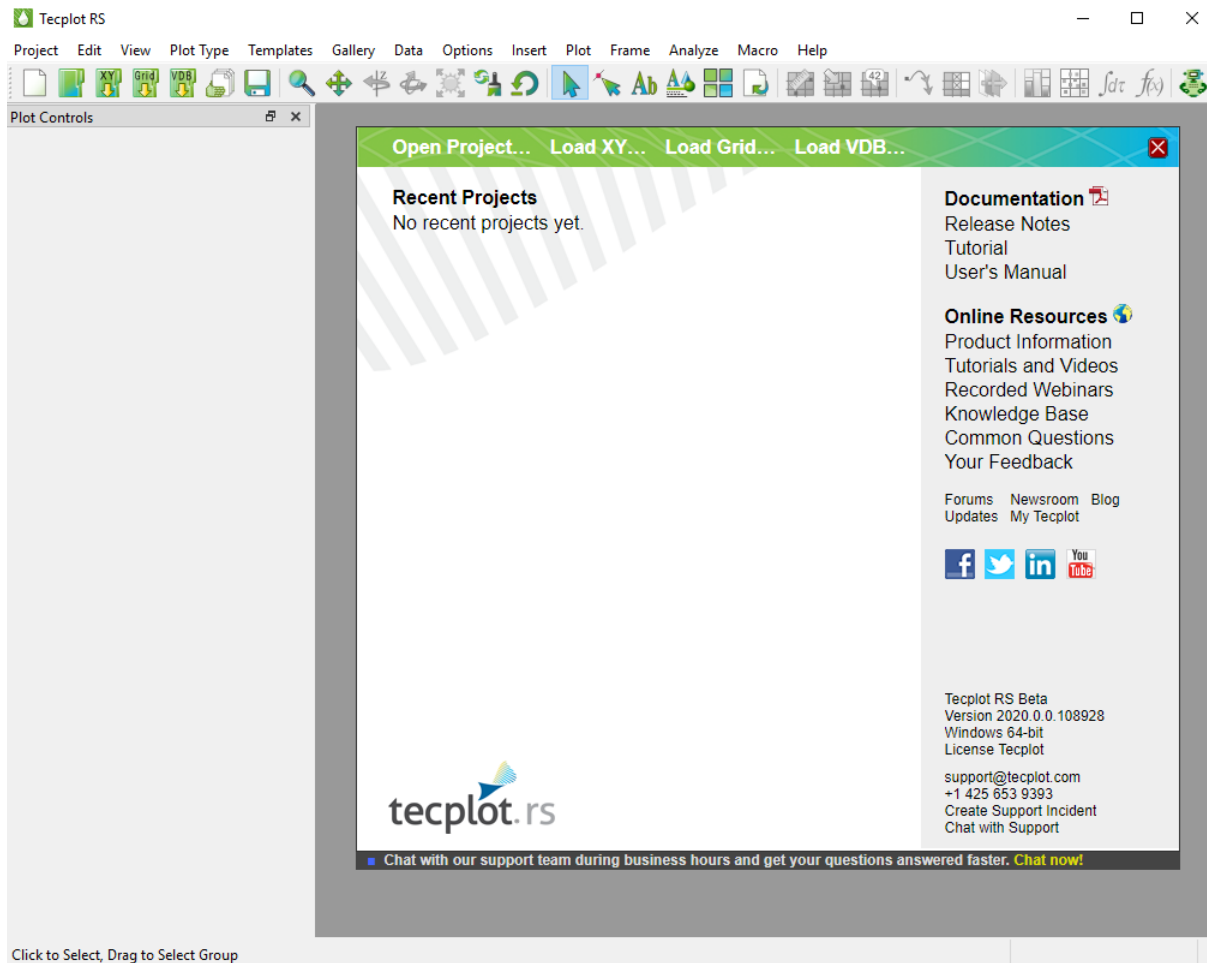 Tecplot RS
Project Edit View Plot Type Templates Gallery Data Options Insert Plot Frame Analyze Macro Help
XY Grid VDB Z Ab A 42 ∫dτ f(x)
Plot Controls
Open Project... Load XY... Load Grid... Load VDB...
Recent Projects
No recent projects yet.
Documentation
Release Notes
Tutorial
User's Manual
Online Resources
Product Information
Tutorials and Videos
Recorded Webinars
Knowledge Base
Common Questions
Your Feedback
Forums Newsroom Blog
Updates My Tecplot
f in You Tube
Tecplot RS Beta
Version 2020.0.0.108928
Windows 64-bit
License Tecplot
support@tecplot.com
+1 425 653 9393
Create Support Incident
Chat with Support
tecplot.rs
Chat with our support team during business hours and get your questions answered faster. Chat now!
Click to Select, Drag to Select Group